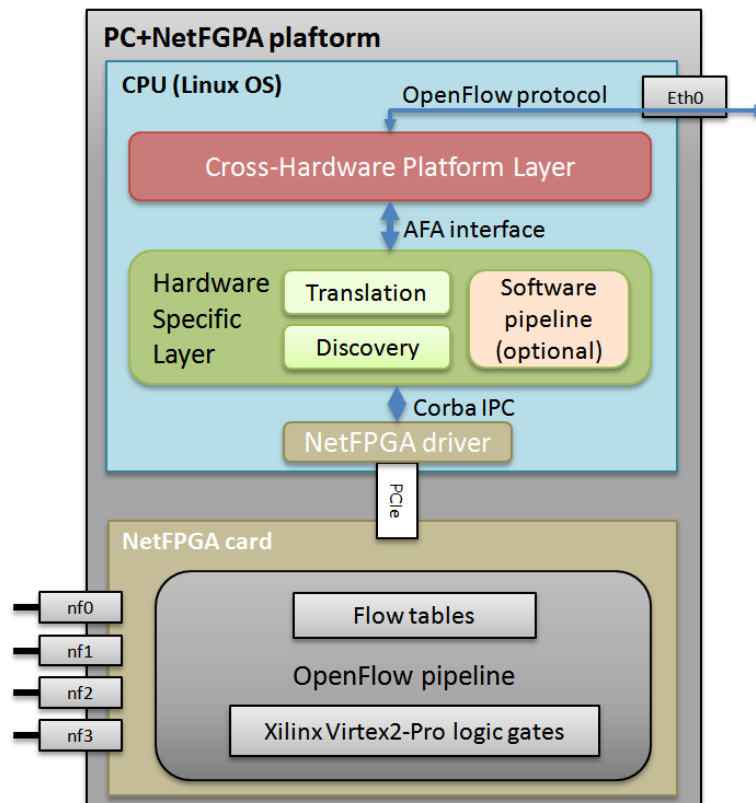 PC+NetFGPA plaftorm
CPU (Linux OS)
OpenFlow protocol
Eth0
Cross-Hardware Platform Layer
AFA interface
Hardware
Specific
Layer
Translation
Discovery
Software
pipeline
(optional)
Corba IPC
NetFPGA driver
PCIe
NetFPGA card
nf0
nf1
nf2
nf3
Flow tables
OpenFlow pipeline
Xilinx Virtex2-Pro logic gates